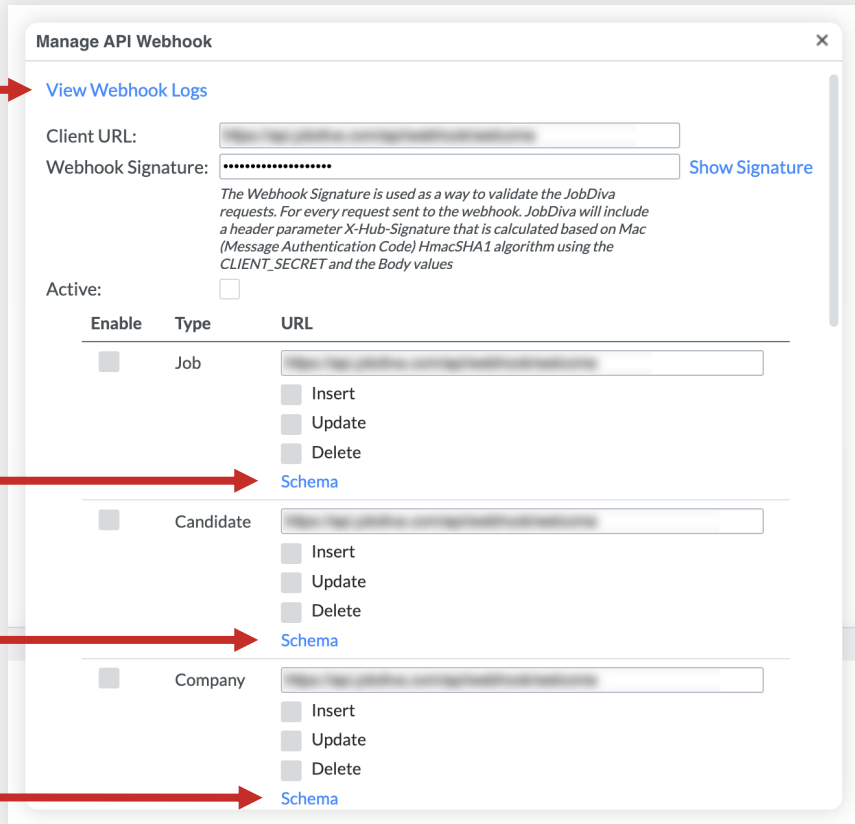 Manage API Webhook ×
View Webhook Logs
Client URL:
Webhook Signature: •••••••••••••••••••• Show Signature
The Webhook Signature is used as a way to validate the JobDiva
requests. For every request sent to the webhook. JobDiva will include
a header parameter X-Hub-Signature that is calculated based on Mac
(Message Authentication Code) HmacSHA1 algorithm using the
CLIENT_SECRET and the Body values
Active:
Enable Type URL
Job
Insert
Update
Delete
Schema
Candidate
Insert
Update
Delete
Schema
Company
Insert
Update
Delete
Schema